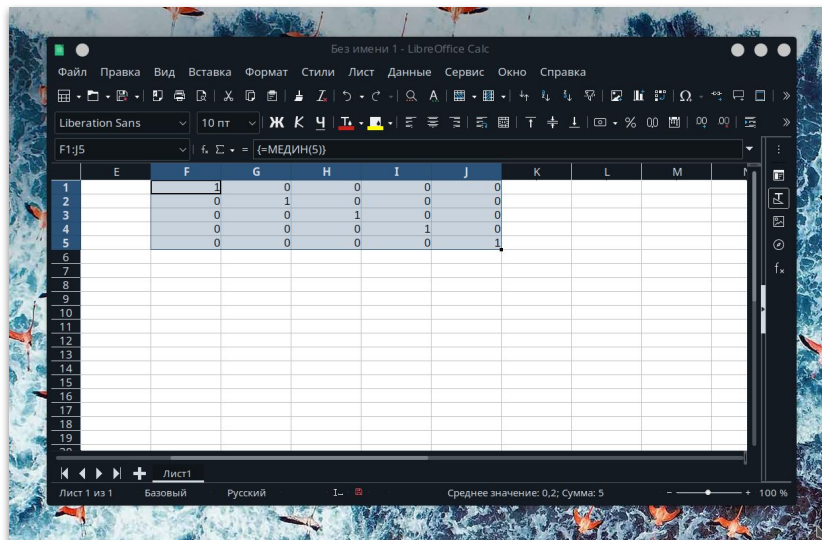 Без имени 1 - LibreOffice Calc
Файл Правка Вид Вставка Формат Стили Лист Данные Сервис Окно Справка
Liberation Sans 10 пт Ж К Ч
F1:J5 {=МЕДИН(5)}
E F G H I J K L M
1 1 0 0 0 0
2 0 1 0 0 0
3 0 0 1 0 0
4 0 0 0 1 0
5 0 0 0 0 1
6
7
8
9
10
11
12
13
14
15
16
17
18
19
Лист1
Лист 1 из 1 Базовый Русский Среднее значение: 0,2; Сумма: 5 100 %